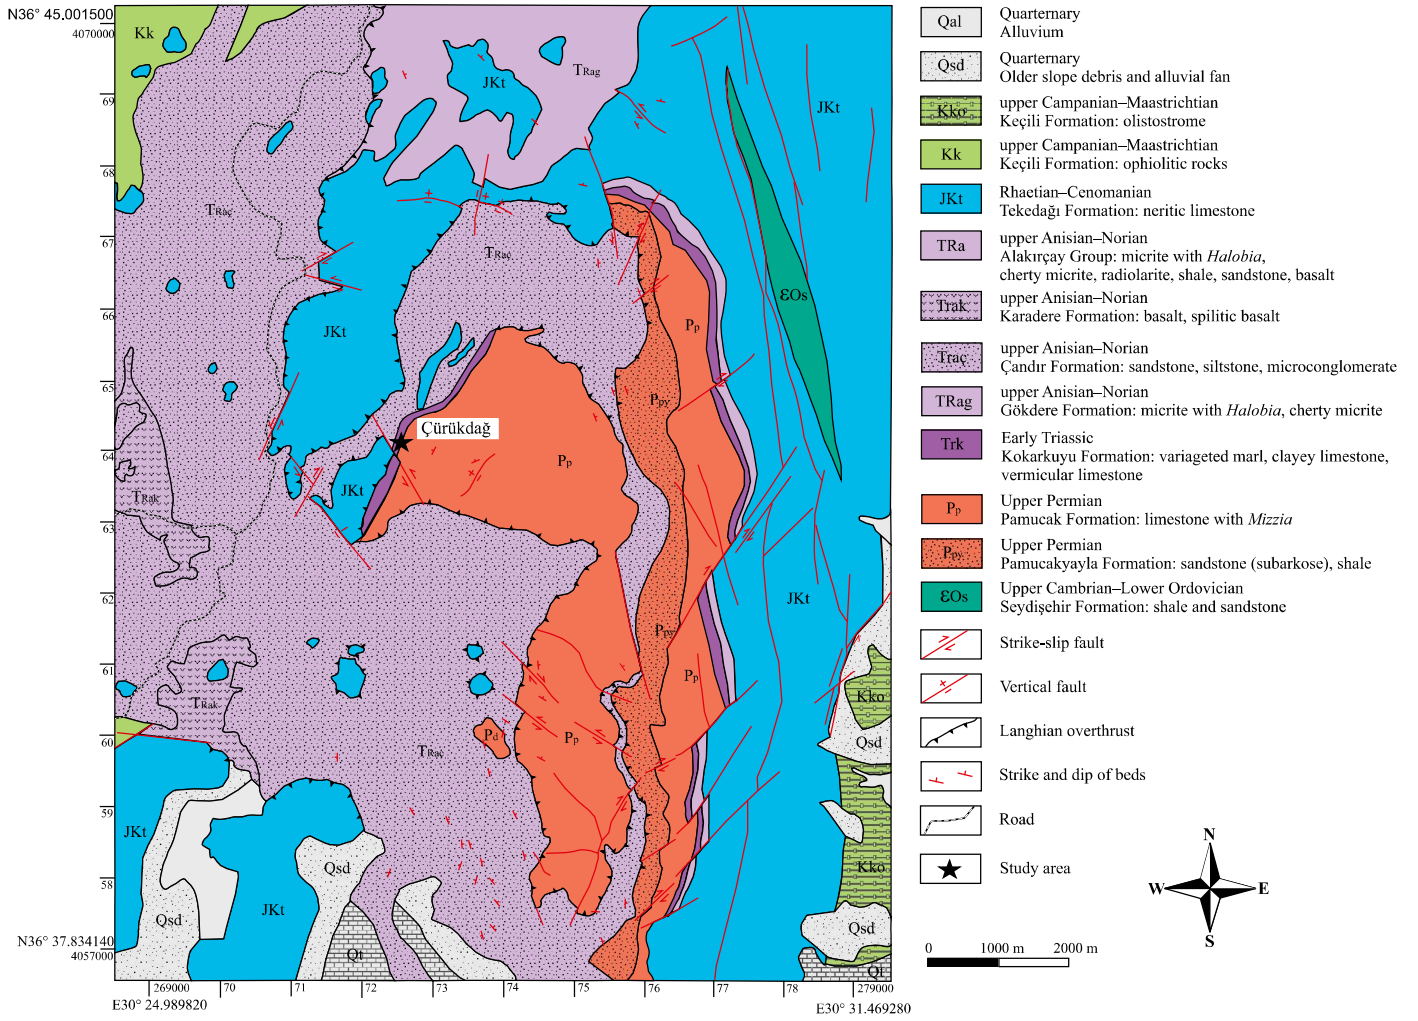 N36° 45.001500
4070000
69
68
67
66
65
64
63
62
61
60
59
58
N36° 37.834140
4057000
269000
70
71
72
73
74
75
76
77
78
279000
E30° 24.989820
E30° 31.469280
Kk
JKt
TRag
JKt
TRaç
TRaç
ƐOs
JKt
Pp
Ppy
Çürükdağ
Pp
JKt
TRak
JKt
Ppy
Pp
Kko
TRak
Pd
Pp
TRaç
Qsd
JKt
Qsd
Kko
JKt
Qsd
Qsd
Qt
Qt
Qal
Quarternary
Alluvium
Qsd
Quarternary
Older slope debris and alluvial fan
Kko
upper Campanian–Maastrichtian
Keçili Formation: olistostrome
Kk
upper Campanian–Maastrichtian
Keçili Formation: ophiolitic rocks
JKt
Rhaetian–Cenomanian
Tekedağı Formation: neritic limestone
TRa
upper Anisian–Norian
Alakırçay Group: micrite with Halobia,
cherty micrite, radiolarite, shale, sandstone, basalt
Trak
upper Anisian–Norian
Karadere Formation: basalt, spilitic basalt
Traç
upper Anisian–Norian
Çandır Formation: sandstone, siltstone, microconglomerate
TRag
upper Anisian–Norian
Gökdere Formation: micrite with Halobia, cherty micrite
Trk
Early Triassic
Kokarkuyu Formation: variageted marl, clayey limestone,
vermicular limestone
Pp
Upper Permian
Pamucak Formation: limestone with Mizzia
Ppy
Upper Permian
Pamucakyayla Formation: sandstone (subarkose), shale
ƐOs
Upper Cambrian–Lower Ordovician
Seydişehir Formation: shale and sandstone
Strike-slip fault
Vertical fault
Langhian overthrust
Strike and dip of beds
Road
Study area
N
W
E
S
0
1000 m
2000 m